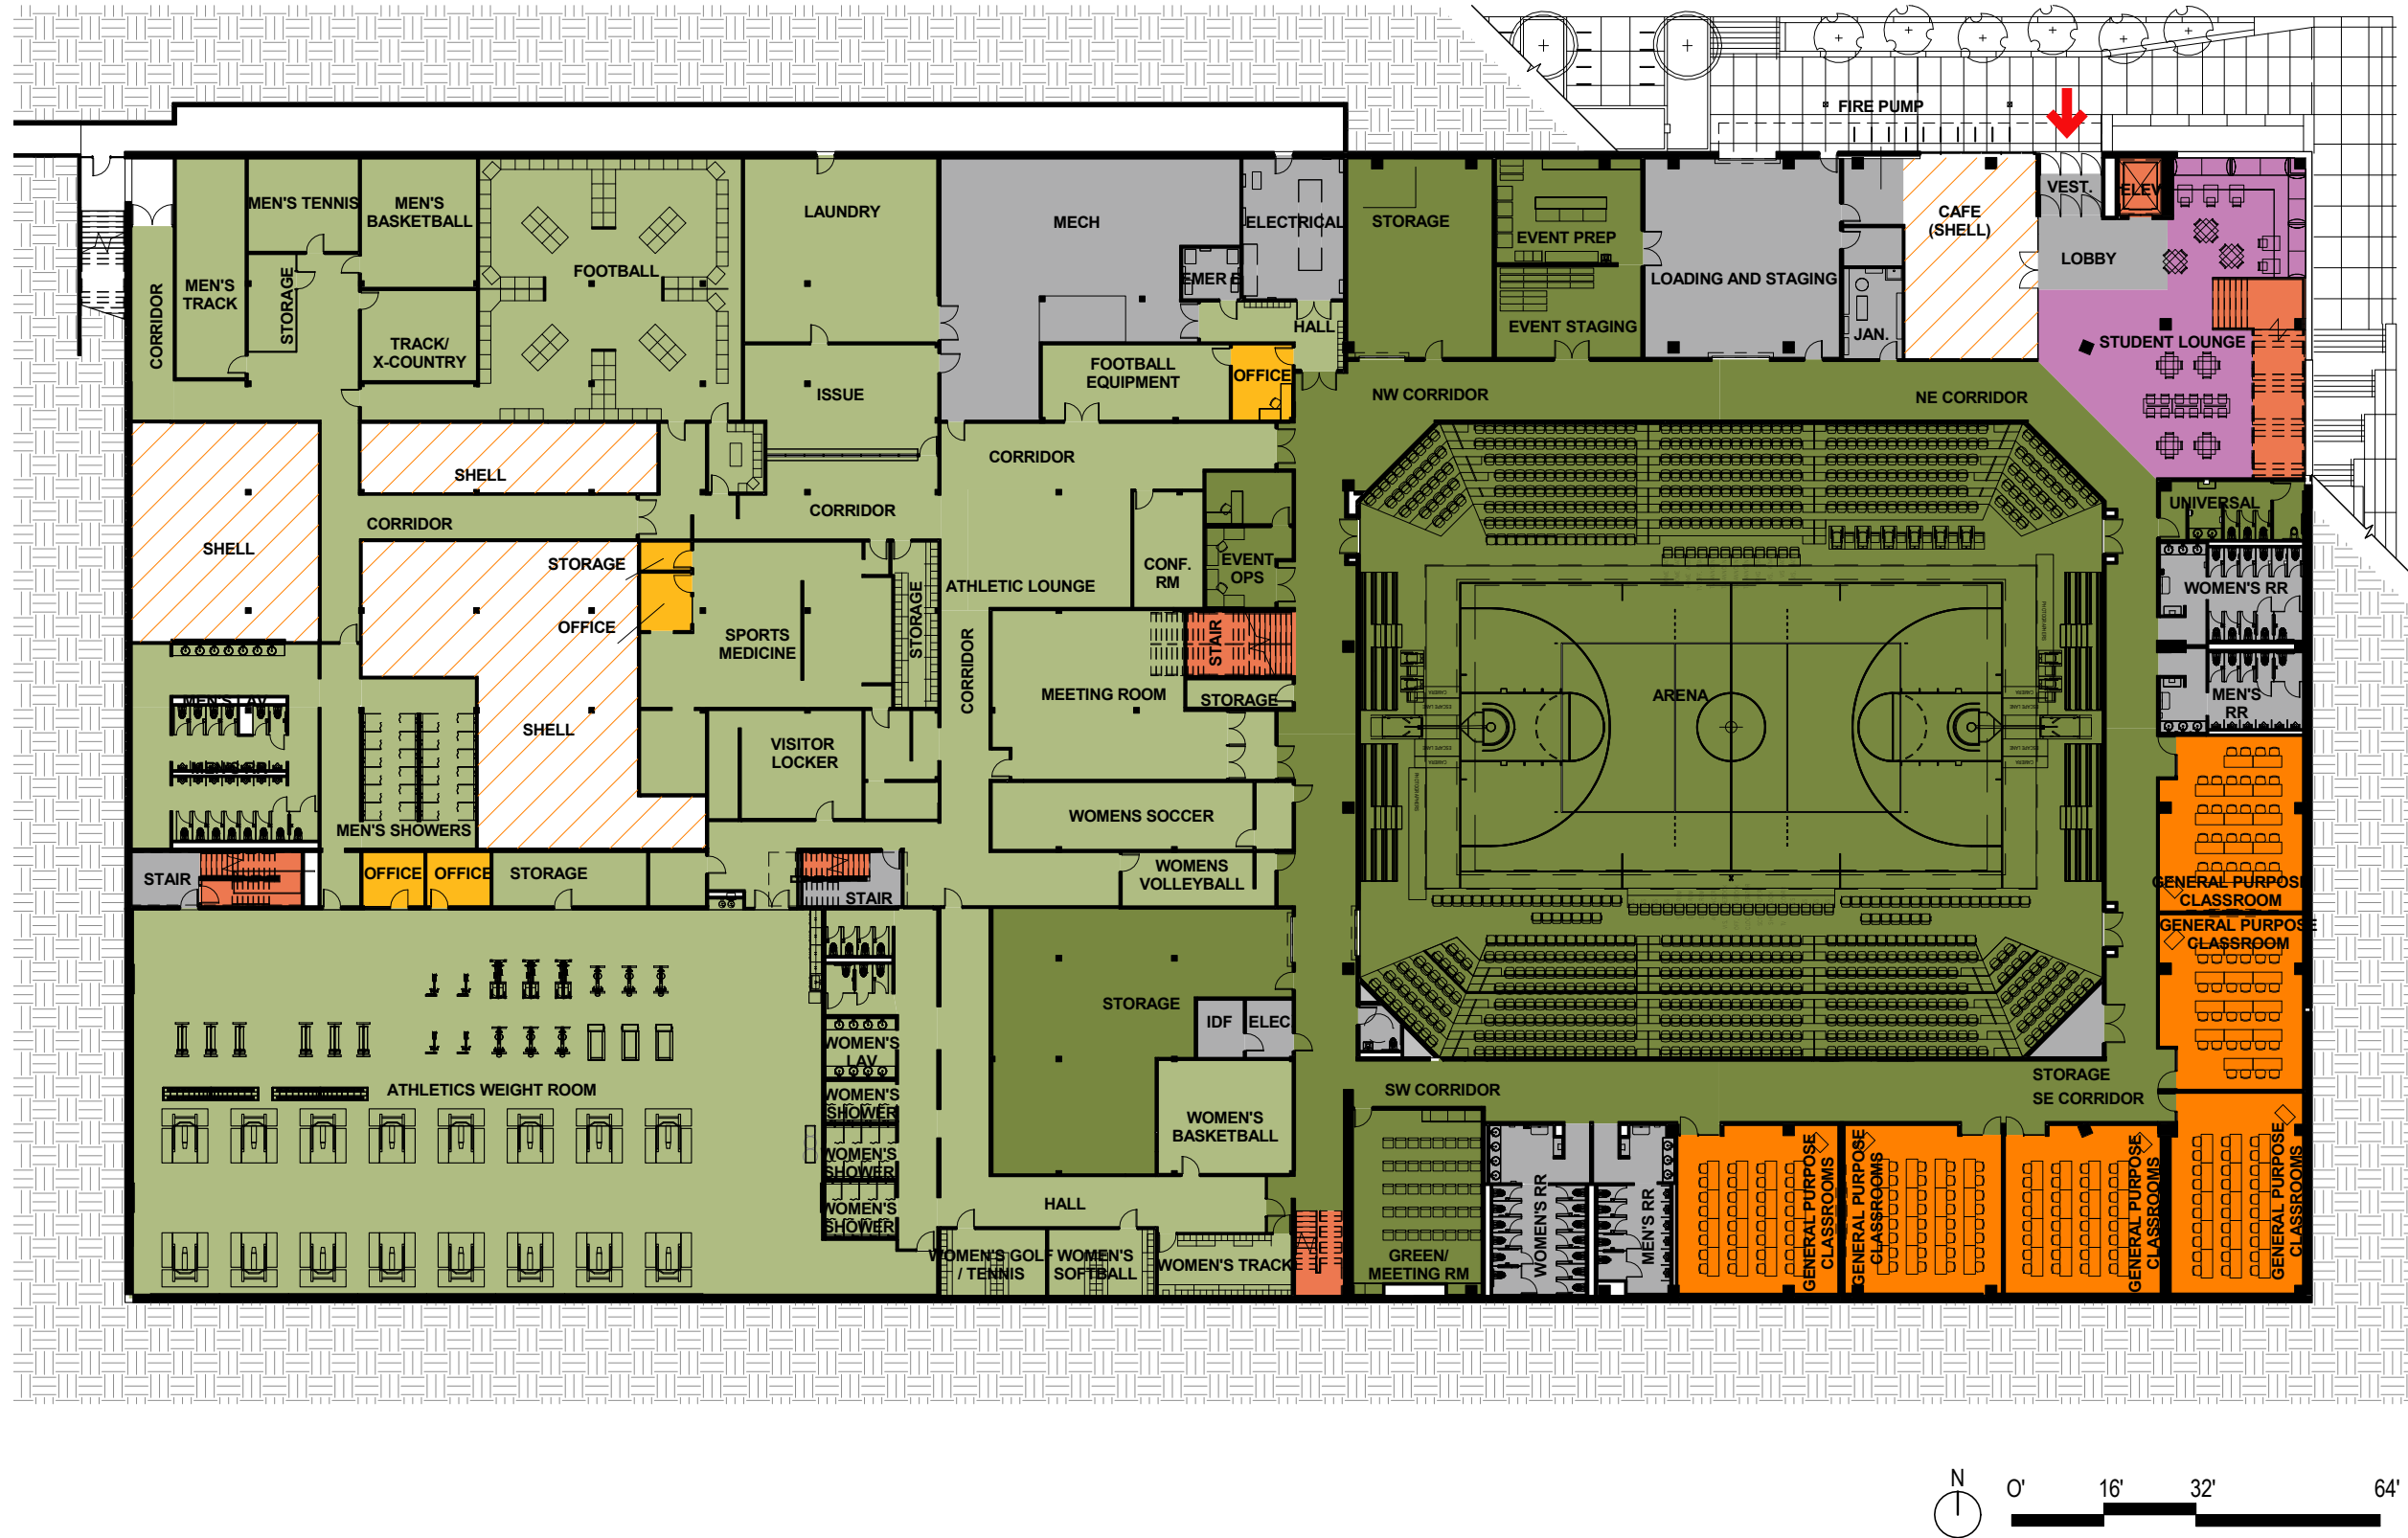 FIRE PUMP
MEN'S TENNIS
MEN'S
BASKETBALL
LAUNDRY
MECH
ELECTRICAL
STORAGE
EVENT PREP
CAFE
(SHELL)
VEST.
ELEV
LOBBY
FOOTBALL
EMER E
LOADING AND STAGING
MEN'S
TRACK
STORAGE
CORRIDOR
TRACK/
X-COUNTRY
HALL
EVENT STAGING
JAN.
STUDENT LOUNGE
FOOTBALL
EQUIPMENT
OFFICE
ISSUE
NW CORRIDOR
NE CORRIDOR
CORRIDOR
SHELL
CORRIDOR
CORRIDOR
UNIVERSAL
SHELL
STORAGE
CONF.
RM
EVENT
OPS
ATHLETIC LOUNGE
WOMEN'S RR
STORAGE
OFFICE
SPORTS
MEDICINE
CORRIDOR
STAIR
MEETING ROOM
STORAGE
ARENA
MEN'S
RR
MEN'S LAV
SHELL
VISITOR
LOCKER
MEN'S RR
MEN'S SHOWERS
WOMENS SOCCER
STAIR
OFFICE
OFFICE
STORAGE
STAIR
WOMENS
VOLLEYBALL
GENERAL PURPOSE
CLASSROOM
GENERAL PURPOSE
CLASSROOM
STORAGE
IDF
ELEC
WOMEN'S
LAV
ATHLETICS WEIGHT ROOM
WOMEN'S
SHOWER
WOMEN'S
SHOWER
WOMEN'S
SHOWER
WOMEN'S
BASKETBALL
SW CORRIDOR
STORAGE
SE CORRIDOR
HALL
WOMEN'S GOLF
/ TENNIS
WOMEN'S
SOFTBALL
WOMEN'S TRACK
GREEN/
MEETING RM
WOMEN'S RR
MEN'S RR
GENERAL PURPOSE
CLASSROOMS
GENERAL PURPOSE
CLASSROOMS
GENERAL PURPOSE
CLASSROOMS
GENERAL PURPOSE
CLASSROOMS
N
O'
16'
32'
64'